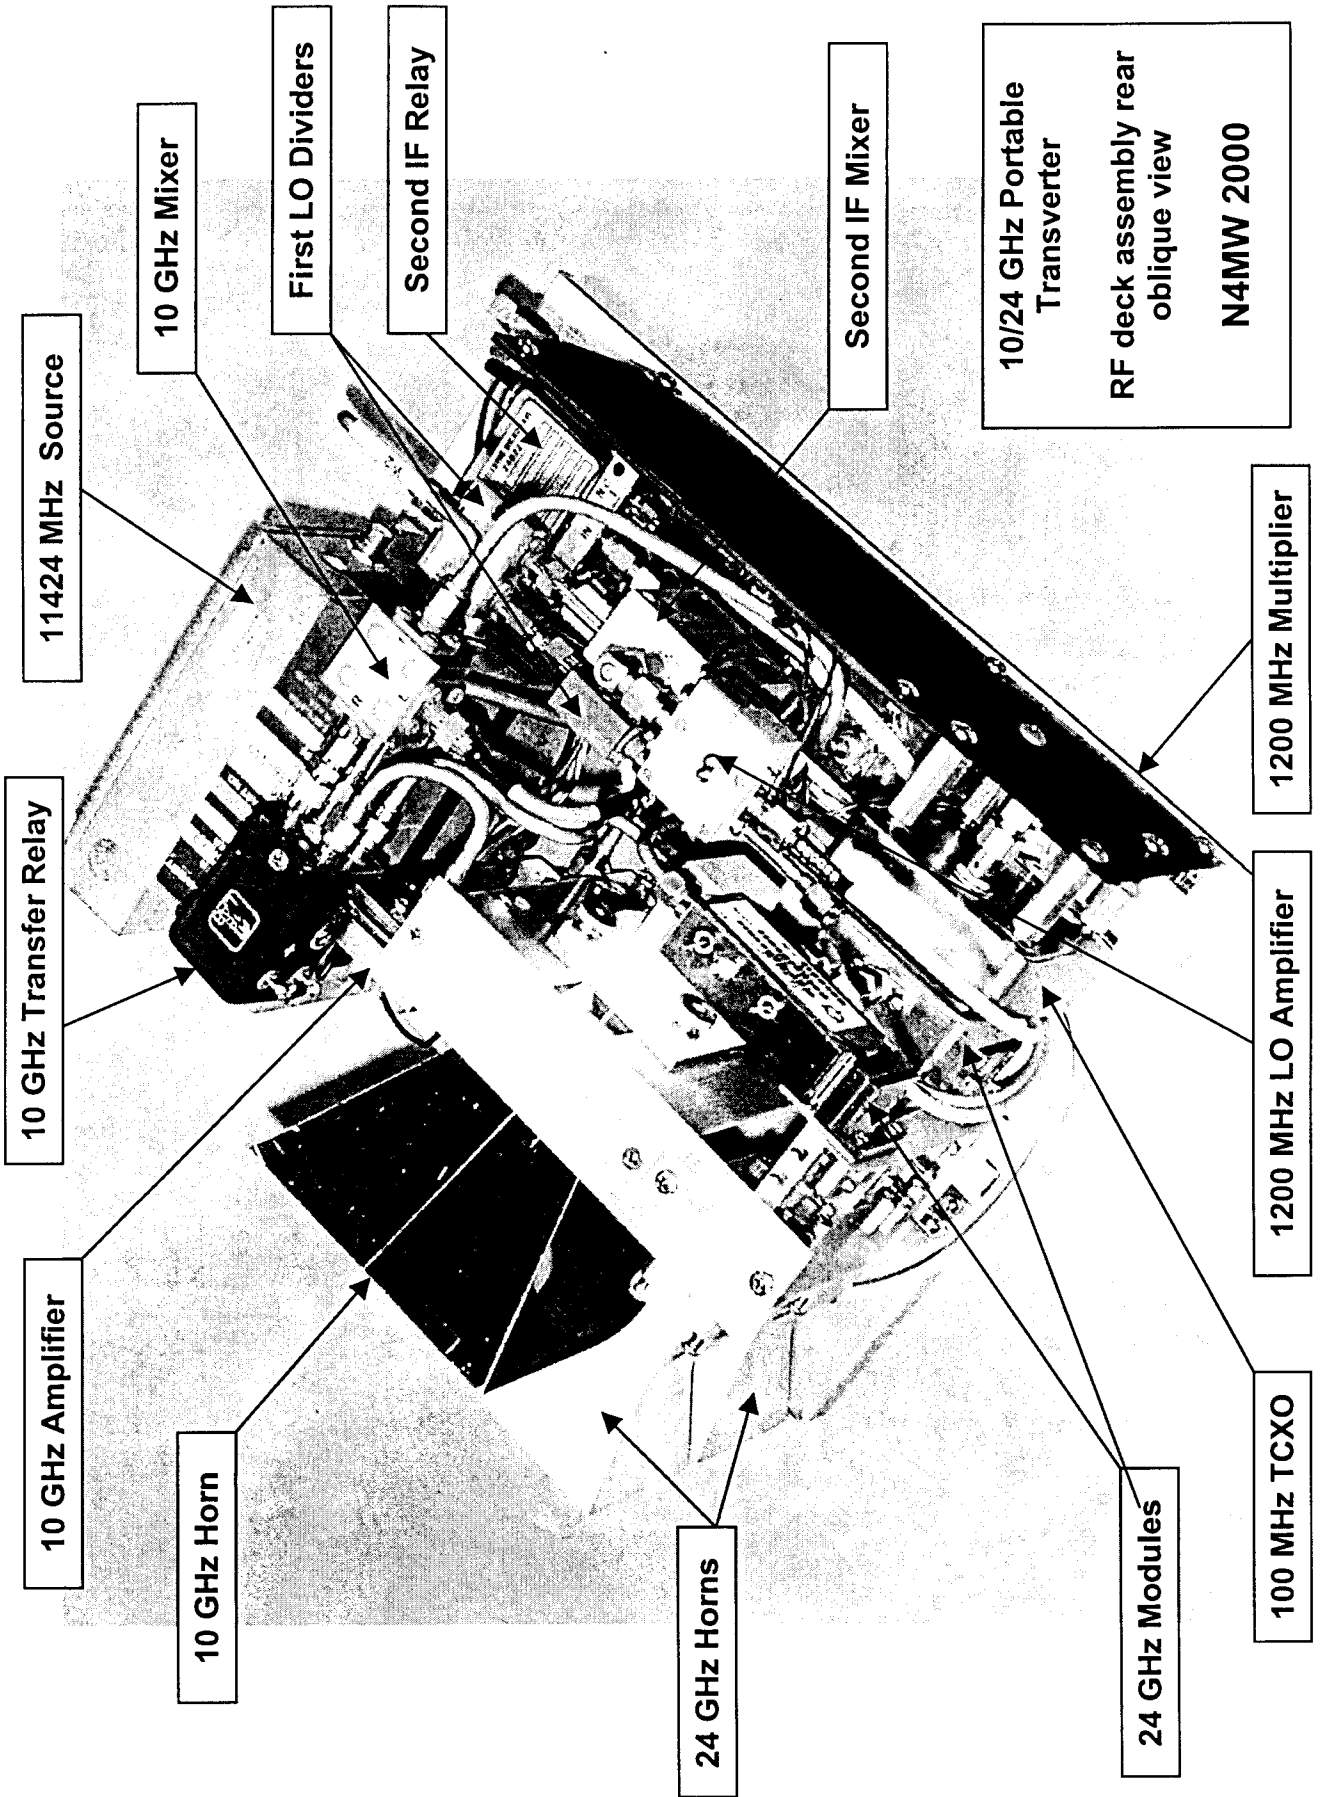 11424 MHz  Source
10 GHz Mixer
First LO Dividers
Second IF Relay
Second IF Mixer
10/24 GHz Portable
Transverter
RF deck assembly rear
oblique view
N4MW 2000
10 GHz Transfer Relay
10 GHz Amplifier
10 GHz Horn
24 GHz Horns
24 GHz Modules
100 MHz TCXO
1200 MHz LO Amplifier
1200 MHz Multiplier